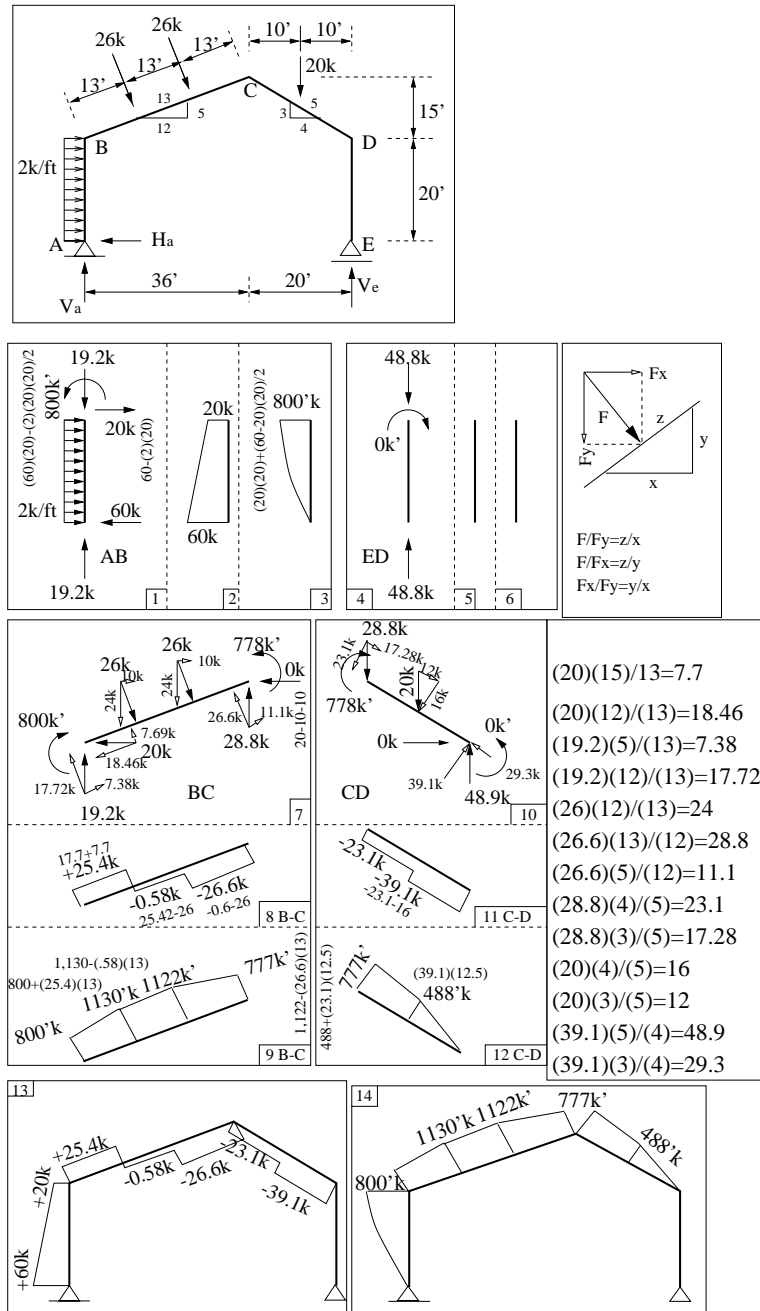 10' 10'
26k 13' 20k
26k 13'
13' C
13 5 3 5 15'
12 4
B D
2k/ft 20'
A Ha E
36' 20' Ve
Va
19.2k
800k'
(60)(20)-(2)(20)(20)/2
20k
60-(2)(20)
2k/ft
60k
AB
19.2k
1
20k
60k
2
(20)(20)+(60-20)(20)/2
800'k
3
48.8k
0k'
ED
48.8k
4
5
6
Fx
F z
Fy y
x
F/Fy=z/x
F/Fx=z/y
Fx/Fy=y/x
26k
10k
26k
10k
778k'
0k
24k
24k
800k'
7.69k
26.6k
11.1k
20-10-10
20k
28.8k
18.46k
17.72k
7.38k
19.2k
BC
7
17.7+7.7
+25.4k
-0.58k
25.42-26
-26.6k
-0.6-26
8 B-C
1,130-(.58)(13)
800+(25.4)(13)
800'k
1130'k
1122k'
777k'
1,122-(26.6)(13)
9 B-C
28.8k
23.1k
17.28k
12k
20k
16k
778k'
0k
0k'
39.1k
29.3k
48.9k
CD
10
-23.1k
-39.1k
-23.1-16
11 C-D
777k'
(39.1)(12.5)
488'k
488+(23.1)(12.5)
12 C-D
(20)(15)/13=7.7
(20)(12)/(13)=18.46
(19.2)(5)/(13)=7.38
(19.2)(12)/(13)=17.72
(26)(12)/(13)=24
(26.6)(13)/(12)=28.8
(26.6)(5)/(12)=11.1
(28.8)(4)/(5)=23.1
(28.8)(3)/(5)=17.28
(20)(4)/(5)=16
(20)(3)/(5)=12
(39.1)(5)/(4)=48.9
(39.1)(3)/(4)=29.3
13
+25.4k
-0.58k
-26.6k
-23.1k
-39.1k
+20k
+60k
14
800'k
1130'k
1122k'
777k'
488'k